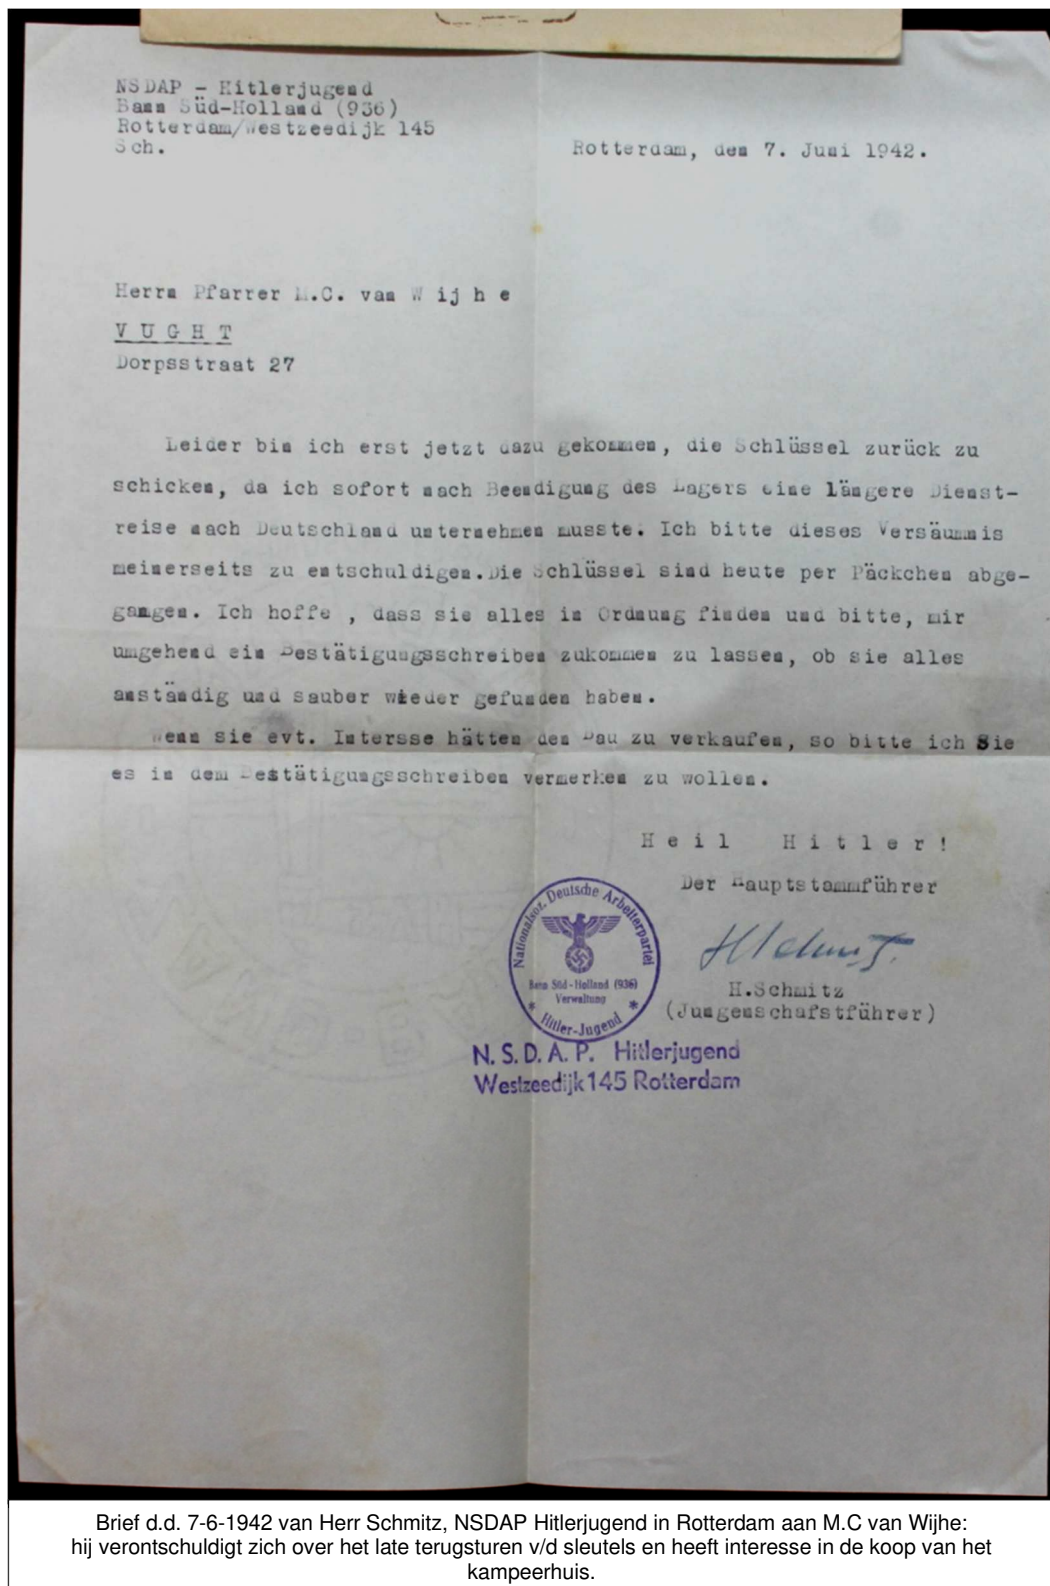 NSDAP - Hitlerjugend
Bann Süd-Holland (936)
Rotterdam/Westzeedijk 145
Sch.
Rotterdam, den 7. Juni 1942.
Herrn Pfarrer M.C. van W ij h e
V U G H T
Dorpsstraat 27
Leider bin ich erst jetzt dazu gekommen, die Schlüssel zurück zu
schicken, da ich sofort nach Beendigung des Lagers eine längere Dienst-
reise nach Deutschland unternehmen musste. Ich bitte dieses Versäumnis
meinerseits zu entschuldigen.Die Schlüssel sind heute per Päckchen abge-
gangen. Ich hoffe , dass sie alles in Ordnung finden und bitte, mir
umgehend ein Bestätigungsschreiben zukommen zu lassen, ob sie alles
anständig und sauber wieder gefunden haben.
Wenn sie evt. Intersse hätten den Bau zu verkaufen, so bitte ich Sie
es in dem Bestätigungsschreiben vermerken zu wollen.
H e i l   H i t l e r !
Der Hauptstammführer
Nationalsoz. Deutsche Arbeiterpartei
Bann Süd-Holland (936)
Verwaltung
* Hitler-Jugend *
HSchmitz.
H.Schmitz
(Jungenschafstführer)
N.S.D.A.P. Hitlerjugend
Westzeedijk 145 Rotterdam
Brief d.d. 7-6-1942 van Herr Schmitz, NSDAP Hitlerjugend in Rotterdam aan M.C van Wijhe:
hij verontschuldigt zich over het late terugsturen v/d sleutels en heeft interesse in de koop van het
kampeerhuis.